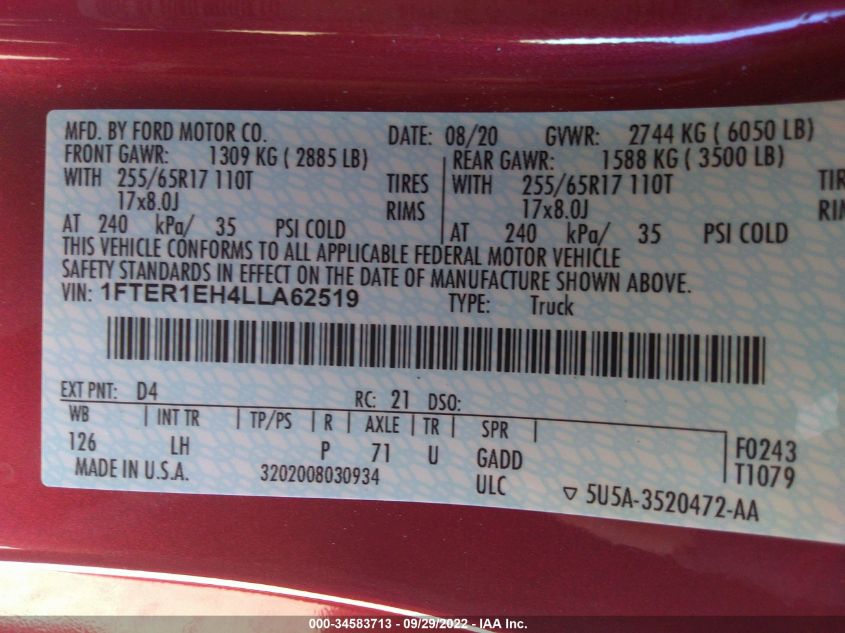 MFD. BY FORD MOTOR CO. DATE: 08/20 GVWR: 2744 KG ( 6050 LB)
FRONT GAWR: 1309 KG ( 2885 LB) REAR GAWR: 1588 KG ( 3500 LB)
WITH 255/65R17 110T TIRES WITH 255/65R17 110T TIR
17x8.0J RIMS 17x8.0J RIM
AT 240 kPa/ 35 PSI COLD AT 240 kPa/ 35 PSI COLD
THIS VEHICLE CONFORMS TO ALL APPLICABLE FEDERAL MOTOR VEHICLE
SAFETY STANDARDS IN EFFECT ON THE DATE OF MANUFACTURE SHOWN ABOVE.
VIN: 1FTER1EH4LLA62519 TYPE: Truck
EXT PNT: D4 RC: 21 DSO:
WB INT TR TP/PS R AXLE TR SPR
126 LH P 71 U GADD F0243
MADE IN U.S.A. 3202008030934 ULC T1079
5U5A-3520472-AA
000-34583713 - 09/29/2022 - IAA Inc.